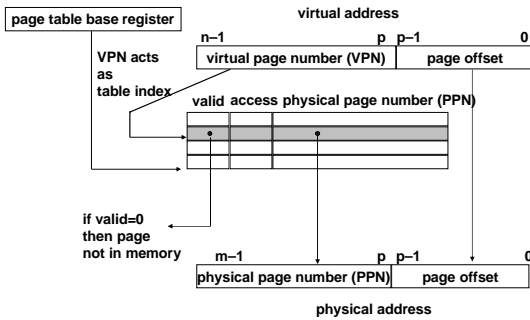 page table base register
virtual address
n–1 p p–1 0
virtual page number (VPN) page offset
VPN acts
as
table index
valid access physical page number (PPN)
if valid=0
then page
not in memory
m–1 p p–1 0
physical page number (PPN) page offset
physical address